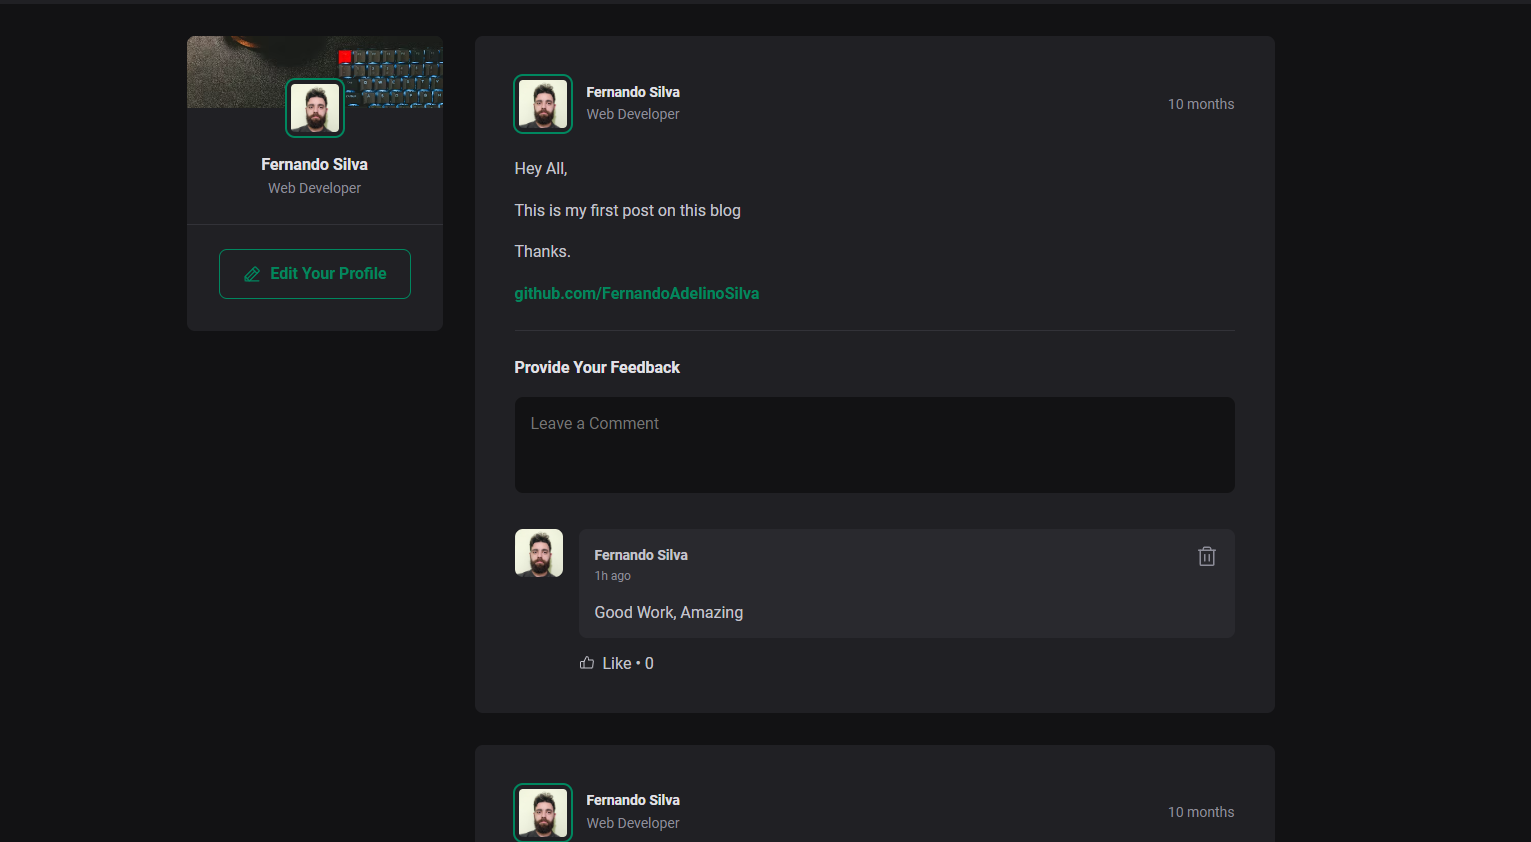 Fernando Silva
Web Developer
Edit Your Profile
Fernando Silva
Web Developer
10 months
Hey All,
This is my first post on this blog
Thanks.
github.com/FernandoAdelinoSilva
Provide Your Feedback
Leave a Comment
Fernando Silva
1h ago
Good Work, Amazing
Like • 0
Fernando Silva
Web Developer
10 months